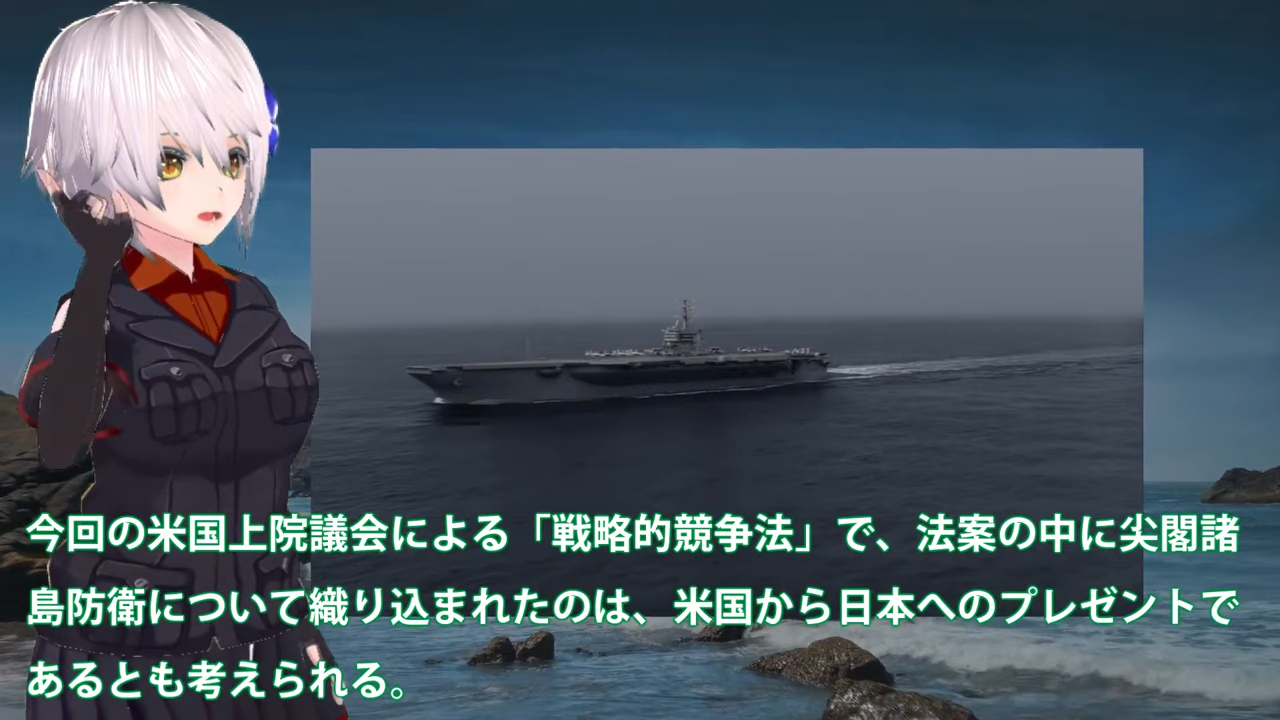 今回の米国上院議会による「戦略的競争法」で、法案の中に尖閣諸
島防衛について織り込まれたのは、米国から日本へのプレゼントで
あるとも考えられる。